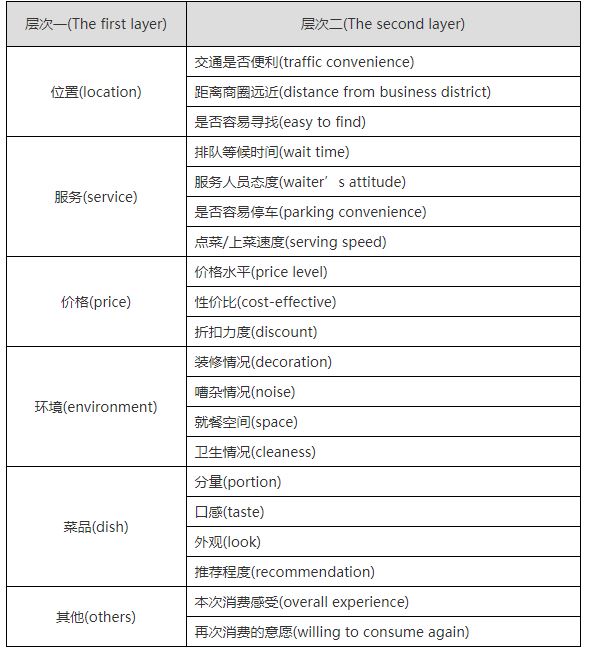 层次一(The first layer) 层次二(The second layer)
位置(location)
交通是否便利(traffic convenience)
距离商圈远近(distance from business district)
是否容易寻找(easy to find)
服务(service)
排队等候时间(wait time)
服务人员态度(waiter's attitude)
是否容易停车(parking convenience)
点菜/上菜速度(serving speed)
价格(price)
价格水平(price level)
性价比(cost-effective)
折扣力度(discount)
环境(environment)
装修情况(decoration)
嘈杂情况(noise)
就餐空间(space)
卫生情况(cleaness)
菜品(dish)
分量(portion)
口感(taste)
外观(look)
推荐程度(recommendation)
其他(others)
本次消费感受(overall experience)
再次消费的意愿(willing to consume again)